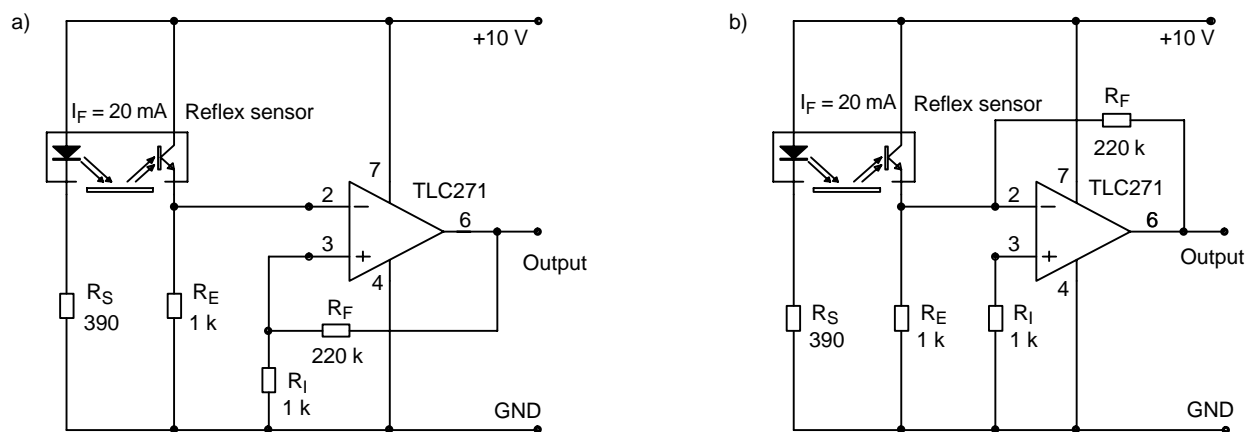 a)
+10 V
I_F = 20 mA Reflex sensor
7
TLC271
2
6
3
Output
4
R_S
390
R_E
1 k
R_F
220 k
R_I
1 k
GND
b)
+10 V
I_F = 20 mA Reflex sensor
R_F
220 k
7
TLC271
2
6
3
Output
4
R_S
390
R_E
1 k
R_I
1 k
GND